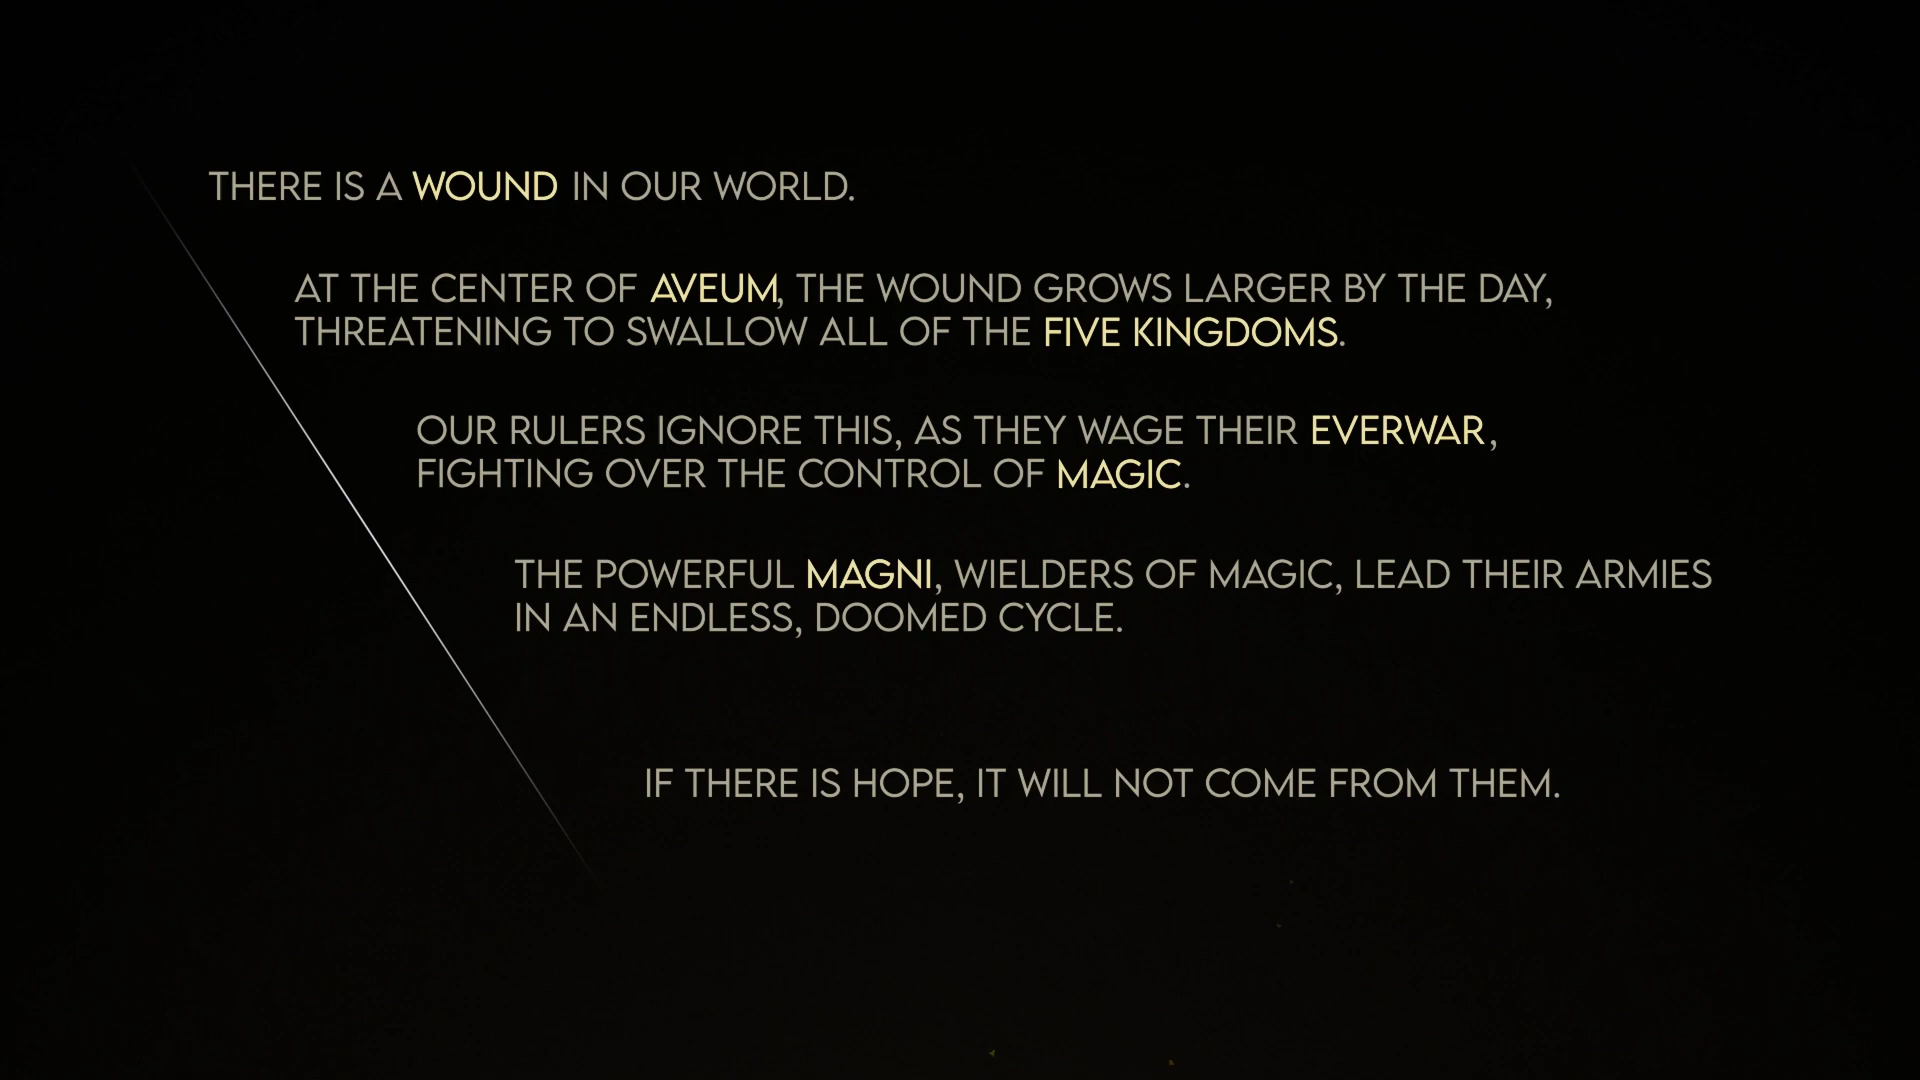 THERE IS A WOUND IN OUR WORLD.
AT THE CENTER OF AVEUM, THE WOUND GROWS LARGER BY THE DAY,
THREATENING TO SWALLOW ALL OF THE FIVE KINGDOMS.
OUR RULERS IGNORE THIS, AS THEY WAGE THEIR EVERWAR,
FIGHTING OVER THE CONTROL OF MAGIC.
THE POWERFUL MAGNI, WIELDERS OF MAGIC, LEAD THEIR ARMIES
IN AN ENDLESS, DOOMED CYCLE.
IF THERE IS HOPE, IT WILL NOT COME FROM THEM.